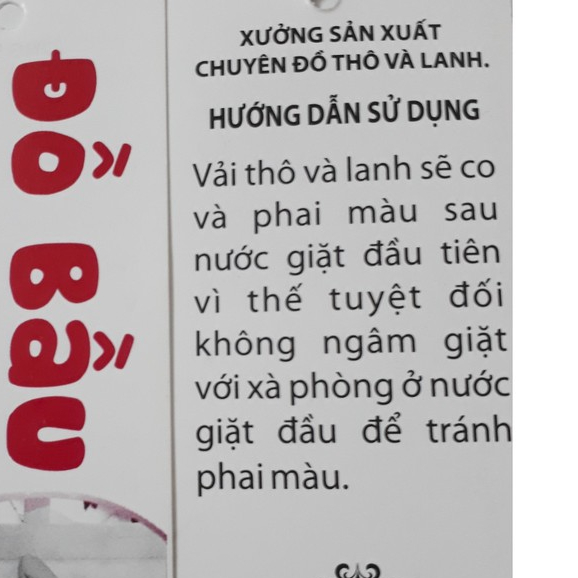 ĐỒ BẦU
XƯỞNG SẢN XUẤT
CHUYÊN ĐỒ THÔ VÀ LANH.
HƯỚNG DẪN SỬ DỤNG
Vải thô và lanh sẽ co
và phai màu sau
nước giặt đầu tiên
vì thế tuyệt đối
không ngâm giặt
với xà phòng ở nước
giặt đầu để tránh
phai màu.